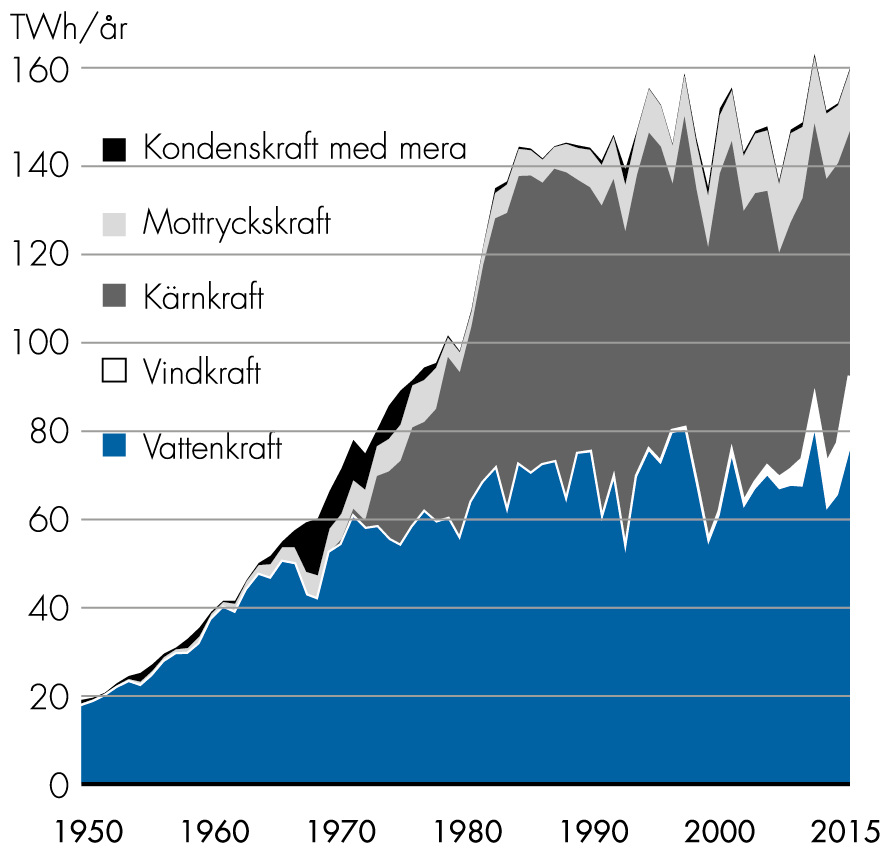 TWh/år
160
Kondenskraft med mera
140
Mottryckskraft
120
Kärnkraft
100
Vindkraft
80
Vattenkraft
60
40
20
0
1950 1960 1970 1980 1990 2000 2015